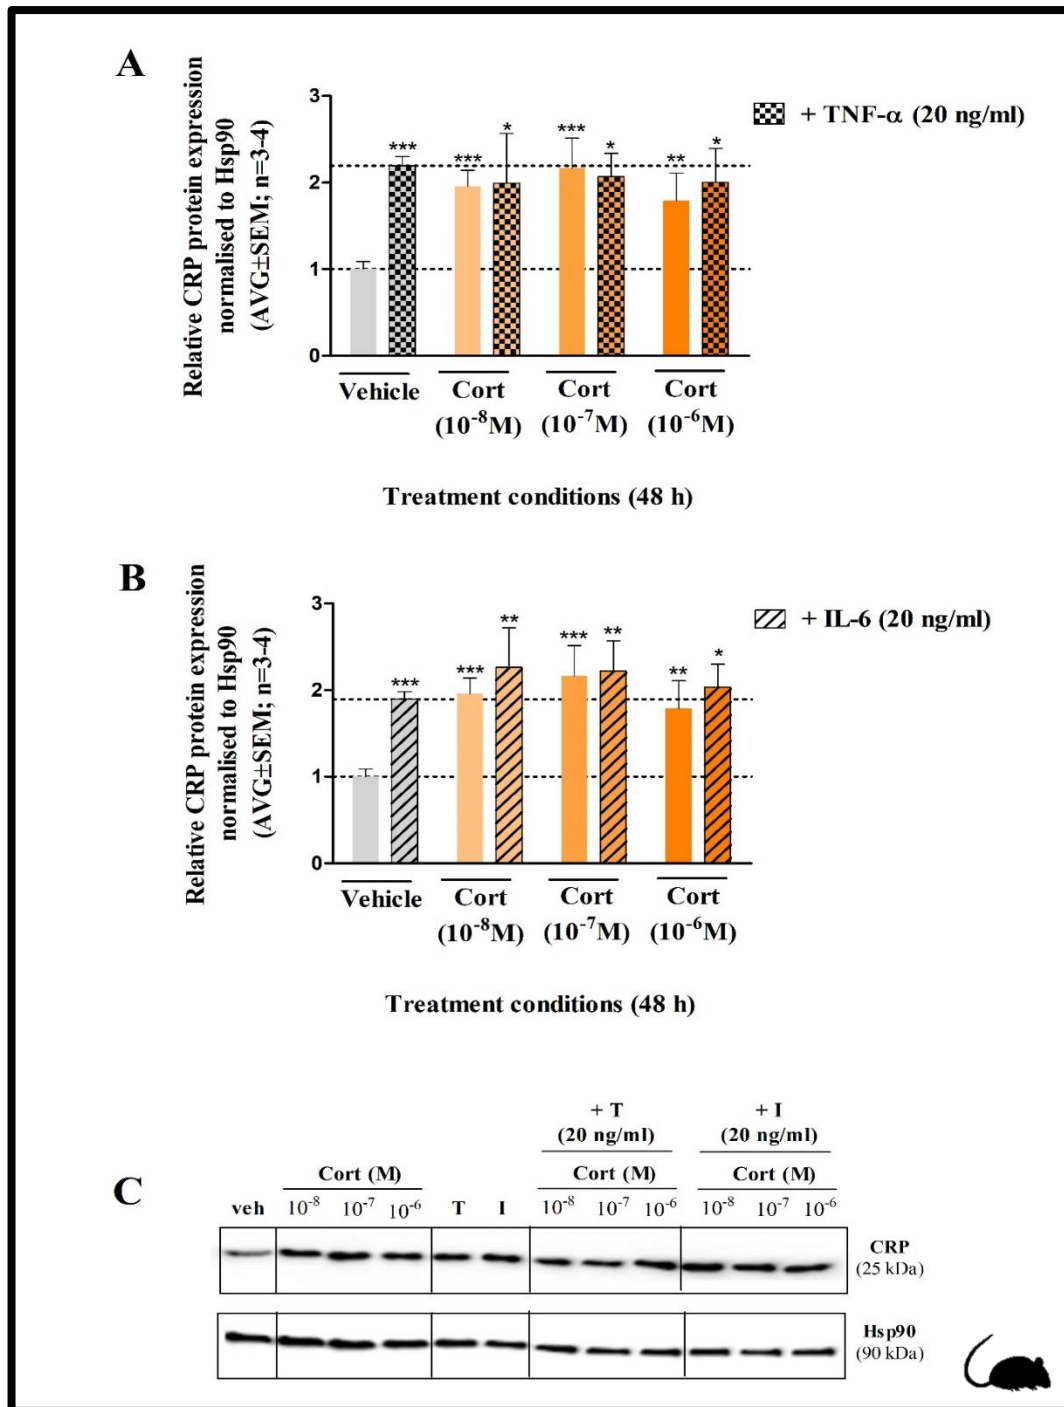 A
Relative CRP protein expression
normalised to Hsp90
(AVG±SEM; n=3-4)
3
2
1
0
***
***
*
***
*
**
*
+ TNF-α (20 ng/ml)
Vehicle
Cort
(10⁻⁸M)
Cort
(10⁻⁷M)
Cort
(10⁻⁶M)
Treatment conditions (48 h)
B
Relative CRP protein expression
normalised to Hsp90
(AVG±SEM; n=3-4)
3
2
1
0
***
***
**
***
**
**
*
+ IL-6 (20 ng/ml)
Vehicle
Cort
(10⁻⁸M)
Cort
(10⁻⁷M)
Cort
(10⁻⁶M)
Treatment conditions (48 h)
C
+ T
(20 ng/ml)
+ I
(20 ng/ml)
Cort (M)
Cort (M)
Cort (M)
veh 10⁻⁸ 10⁻⁷ 10⁻⁶ T I 10⁻⁸ 10⁻⁷ 10⁻⁶ 10⁻⁸ 10⁻⁷ 10⁻⁶
CRP
(25 kDa)
Hsp90
(90 kDa)